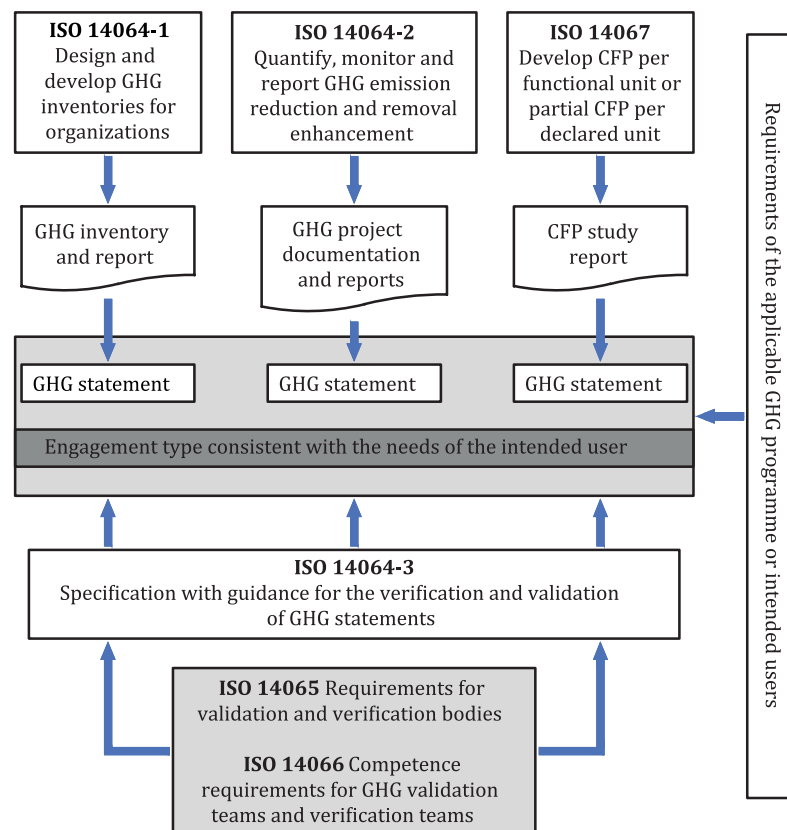 ISO 14064-1
Design and
develop GHG
inventories for
organizations
ISO 14064-2
Quantify, monitor and
report GHG emission
reduction and removal
enhancement
ISO 14067
Develop CFP per
functional unit or
partial CFP per
declared unit
GHG inventory
and report
GHG project
documentation
and reports
CFP study
report
GHG statement
GHG statement
GHG statement
Engagement type consistent with the needs of the intended user
ISO 14064-3
Specification with guidance for the verification and validation
of GHG statements
ISO 14065 Requirements for
validation and verification bodies
ISO 14066 Competence
requirements for GHG validation
teams and verification teams
Requirements of the applicable GHG programme or intended users